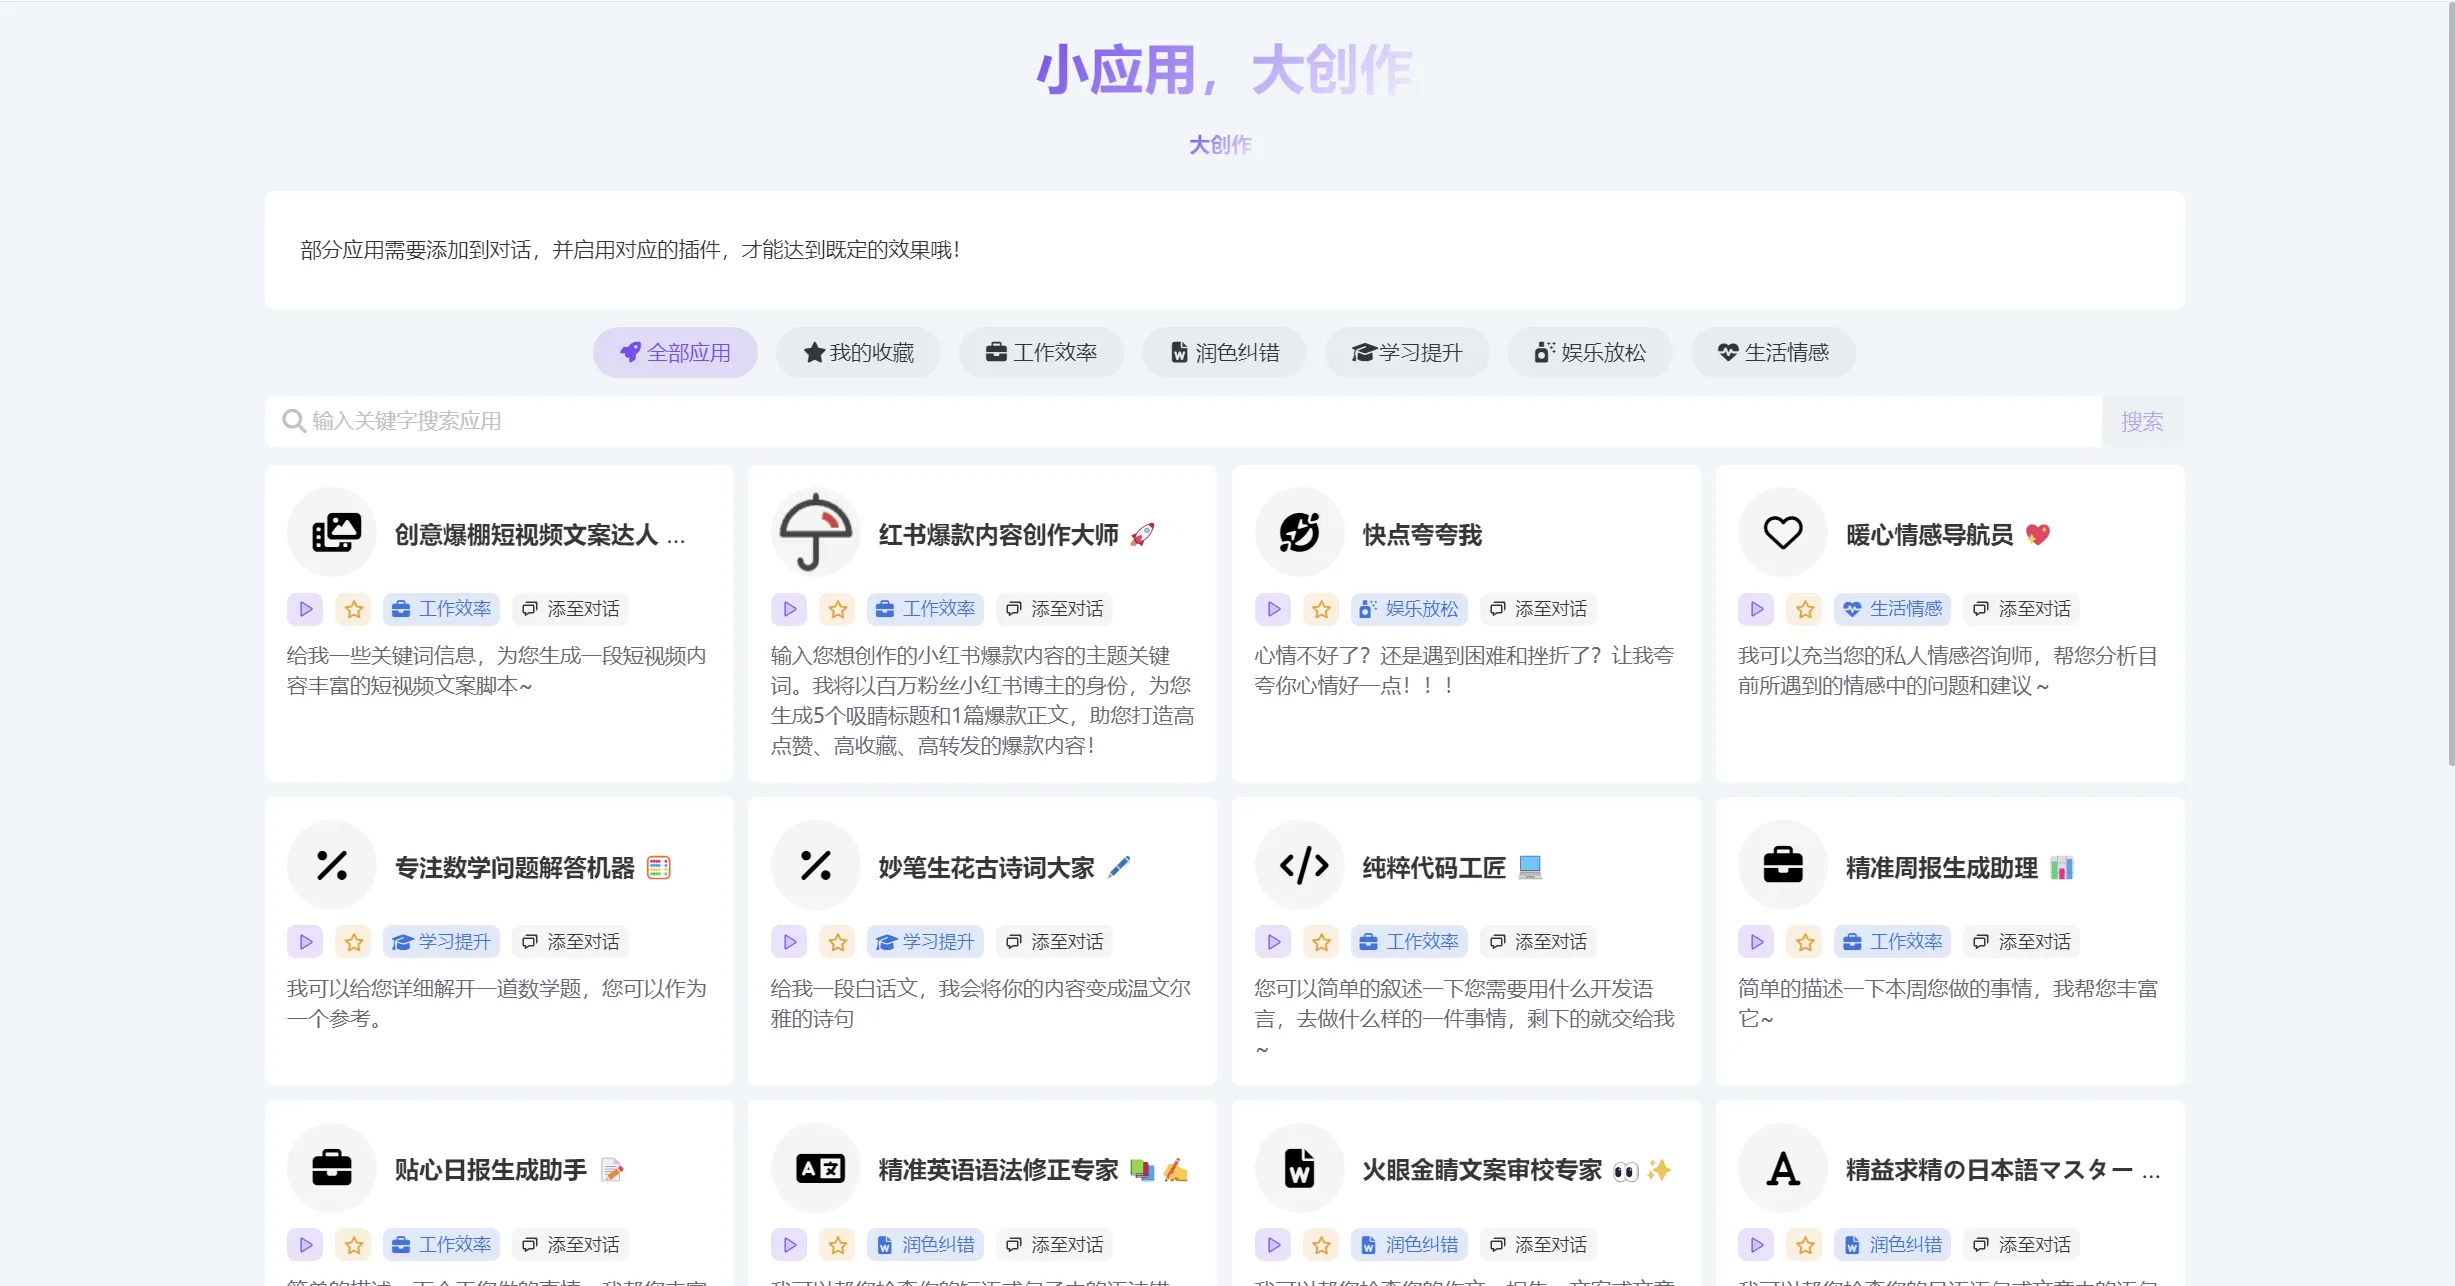 小应用，大创作
大创作
部分应用需要添加到对话，并启用对应的插件，才能达到既定的效果哦！
全部应用
我的收藏
工作效率
润色纠错
学习提升
娱乐放松
生活情感
输入关键字搜索应用
搜索
创意爆棚短视频文案达人 ...
工作效率
添至对话
给我一些关键词信息，为您生成一段短视频内
容丰富的短视频文案脚本~
红书爆款内容创作大师 🚀
工作效率
添至对话
输入您想创作的小红书爆款内容的主题关键
词。我将以百万粉丝小红书博主的身份，为您
生成5个吸睛标题和1篇爆款正文，助您打造高
点赞、高收藏、高转发的爆款内容！
快点夸夸我
娱乐放松
添至对话
心情不好了？还是遇到困难和挫折了？让我夸
夸你心情好一点！！！
暖心情感导航员 💖
生活情感
添至对话
我可以充当您的私人情感咨询师，帮您分析目
前所遇到的情感中的问题和建议 ~
专注数学问题解答机器 🧮
学习提升
添至对话
我可以给您详细解开一道数学题，您可以作为
一个参考。
妙笔生花古诗词大家 🖊️
学习提升
添至对话
给我一段白话文，我会将你的内容变成温文尔
雅的诗句
纯粹代码工匠 💻
工作效率
添至对话
您可以简单的叙述一下您需要用什么开发语
言，去做什么样的一件事情，剩下的就交给我
~
精准周报生成助理 📊
工作效率
添至对话
简单的描述一下本周您做的事情，我帮您丰富
它~
贴心日报生成助手 📝
工作效率
添至对话
精准英语语法修正专家 📚✍️
润色纠错
添至对话
火眼金睛文案审校专家 👀✨
润色纠错
添至对话
精益求精の日本語マスター ...
润色纠错
添至对话